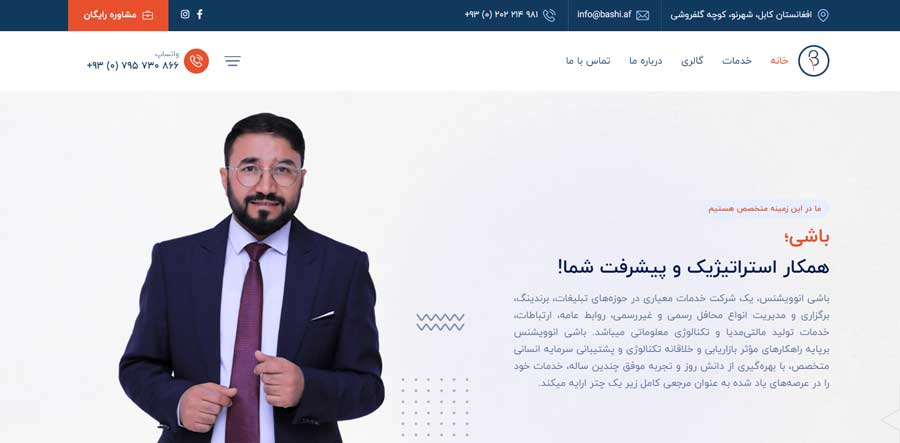 افغانستان کابل، شهرنو، کوچه گلفروشی
info@bashi.af
+۹۳ (۰) ۲۰۲ ۲۱۴ ۹۸۱
مشاوره رایگان
خانه
خدمات
گالری
درباره ما
تماس با ما
واتساپ
+۹۳ (۰) ۷۹۵ ۷۳۰ ۸۶۶
ما در این زمینه متخصص هستیم
باشی؛
همکار استراتیژیک و پیشرفت شما!
باشی انوویشنس، یک شرکت خدمات معیاری در حوزه‌های تبلیغات، برندینگ،
برگزاری و مدیریت انواع محافل رسمی و غیررسمی، روابط عامه، ارتباطات،
خدمات تولید مالتی‌مدیا و تکنالوژی معلوماتی میباشد. باشی انوویشنس
برپایه راهکارهای مؤثر بازاریابی و خلاقانه تکنالوژی و پشتیبانی سرمایه انسانی
متخصص، با بهره‌گیری از دانش روز و تجربه موفق چندین ساله، خدمات خود
را در عرصه‌های یاد شده به عنوان مرجعی کامل زیر یک چتر ارایه میکند.